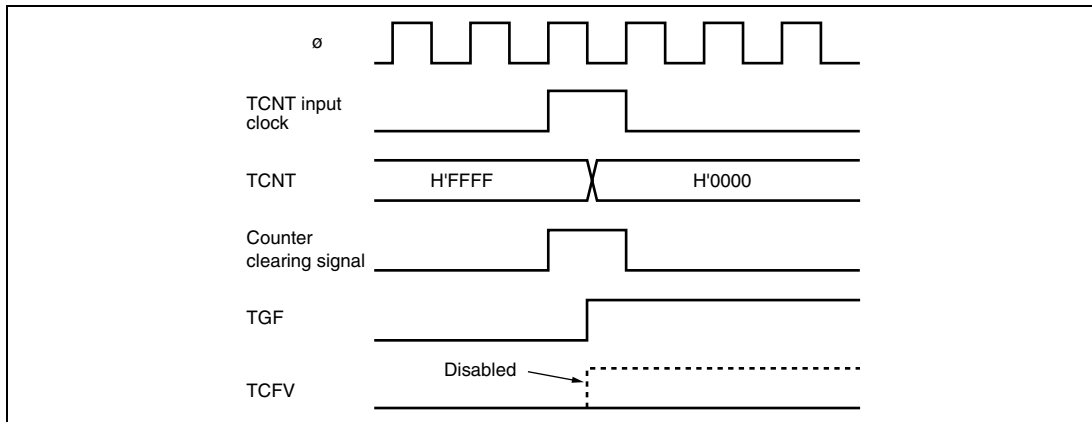 ø
TCNT input
clock
TCNT
H'FFFF
H'0000
Counter
clearing signal
TGF
Disabled
TCFV